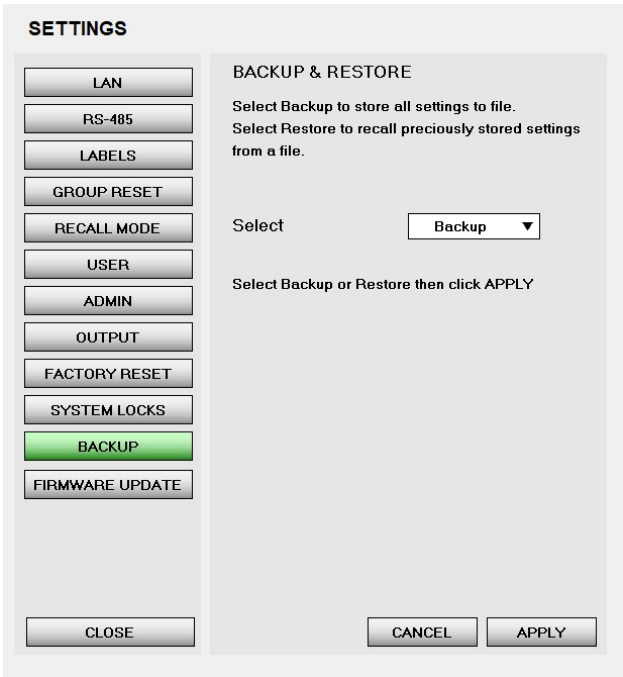 SETTINGS
LAN
RS-485
LABELS
GROUP RESET
RECALL MODE
USER
ADMIN
OUTPUT
FACTORY RESET
SYSTEM LOCKS
BACKUP
FIRMWARE UPDATE
CLOSE
BACKUP & RESTORE
Select Backup to store all settings to file.
Select Restore to recall preciously stored settings
from a file.
Select Backup ▼
Select Backup or Restore then click APPLY
CANCEL APPLY